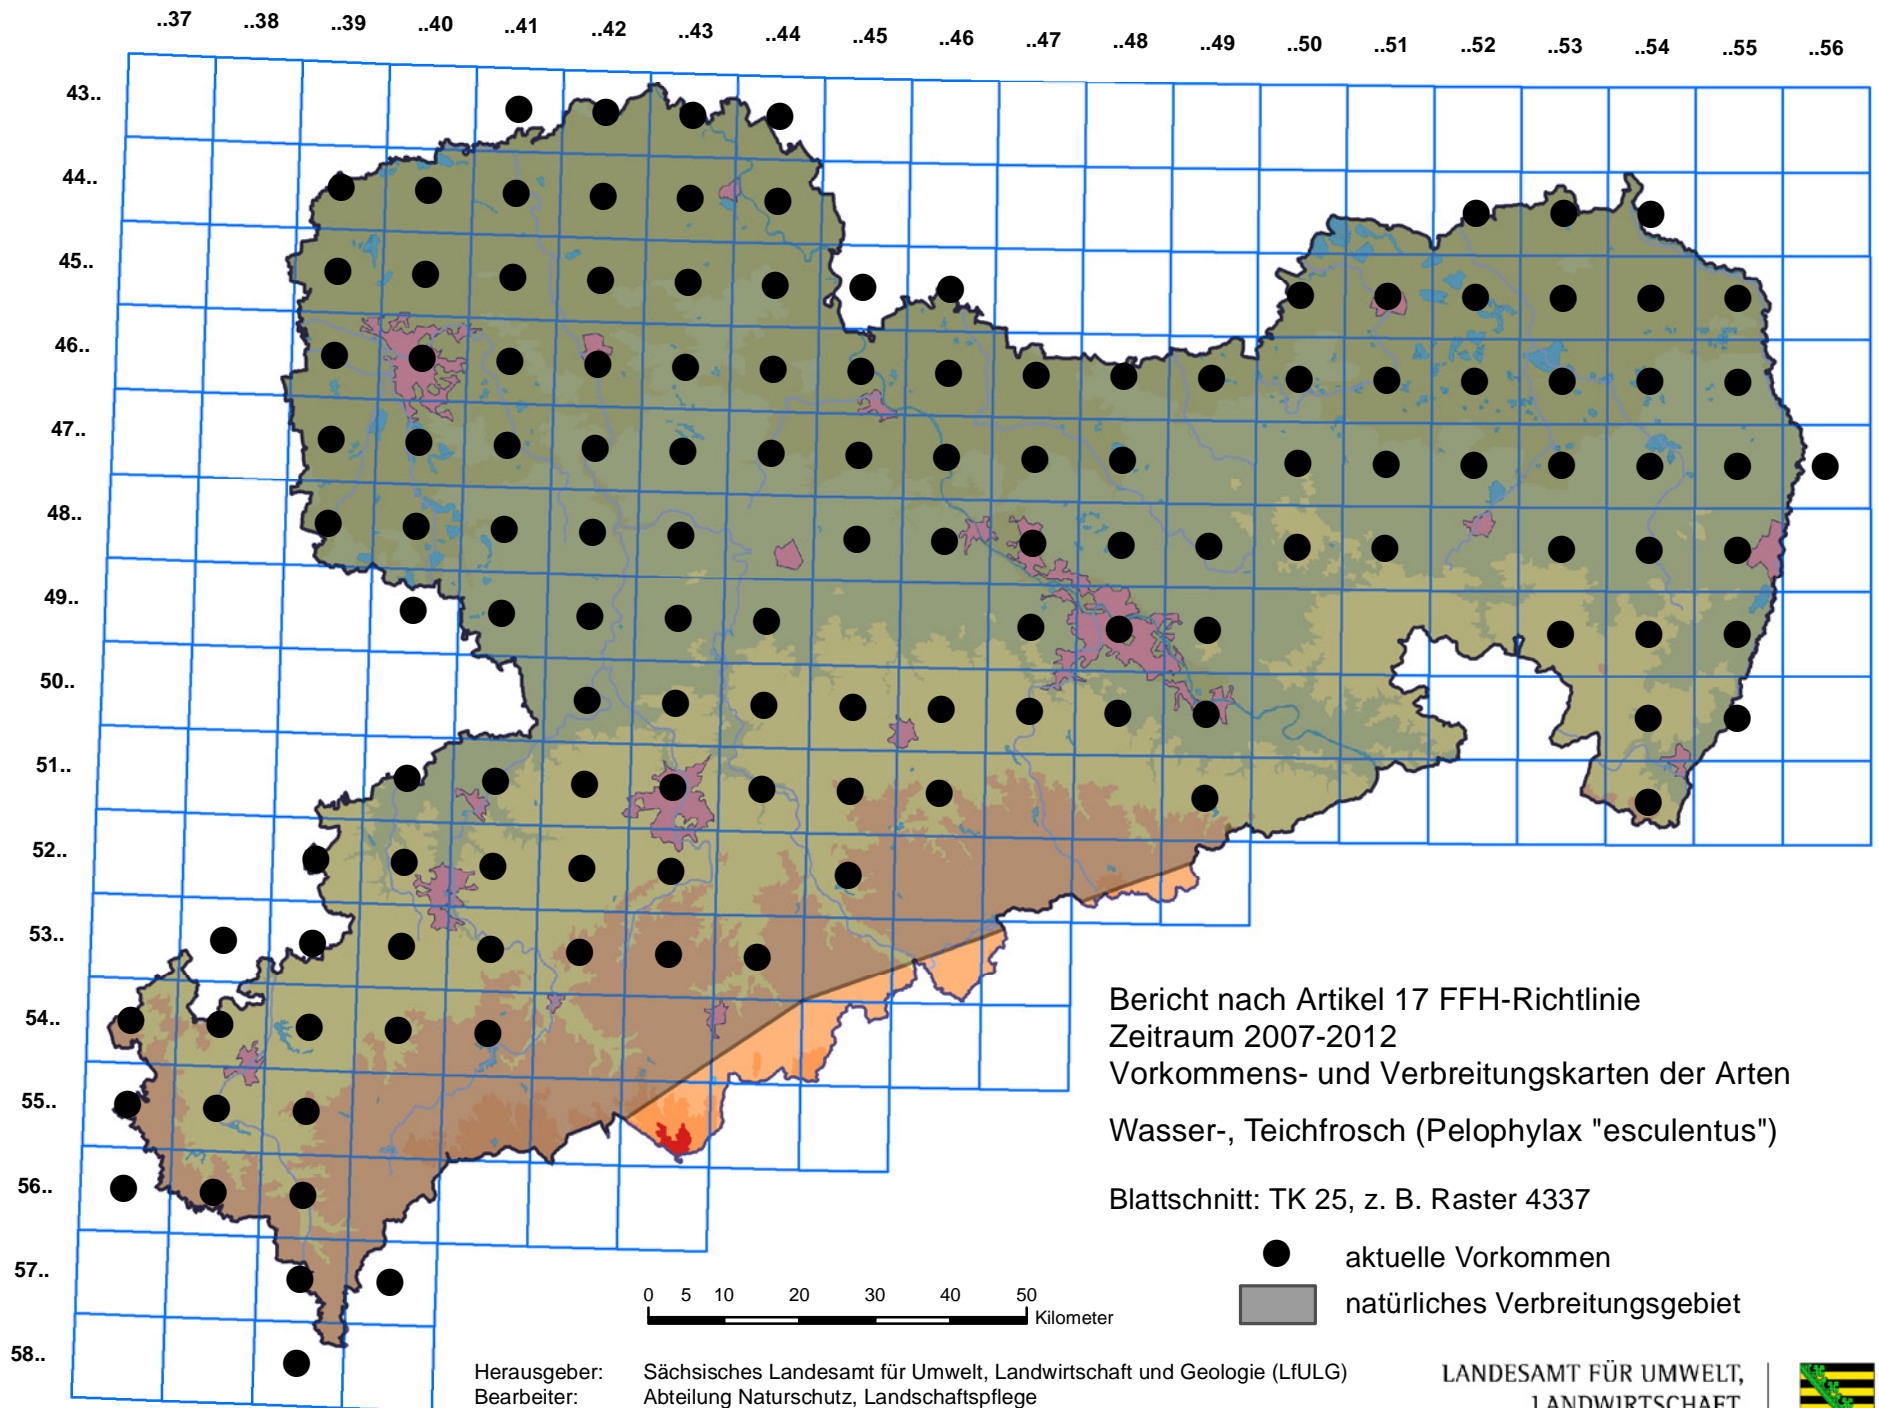 ..37 ..38 ..39 ..40 ..41 ..42 ..43 ..44 ..45 ..46 ..47 ..48 ..49 ..50 ..51 ..52 ..53 ..54 ..55 ..56
43..
44..
45..
46..
47..
48..
49..
50..
51..
52..
53..
54..
55..
56..
57..
58..
Bericht nach Artikel 17 FFH-Richtlinie
Zeitraum 2007-2012
Vorkommens- und Verbreitungskarten der Arten
Wasser-, Teichfrosch (Pelophylax "esculentus")
Blattschnitt: TK 25, z. B. Raster 4337
aktuelle Vorkommen
natürliches Verbreitungsgebiet
0 5 10 20 30 40 50
Kilometer
Herausgeber: Sächsisches Landesamt für Umwelt, Landwirtschaft und Geologie (LfULG)
Bearbeiter: Abteilung Naturschutz, Landschaftspflege
LANDESAMT FÜR UMWELT,
LANDWIRTSCHAFT